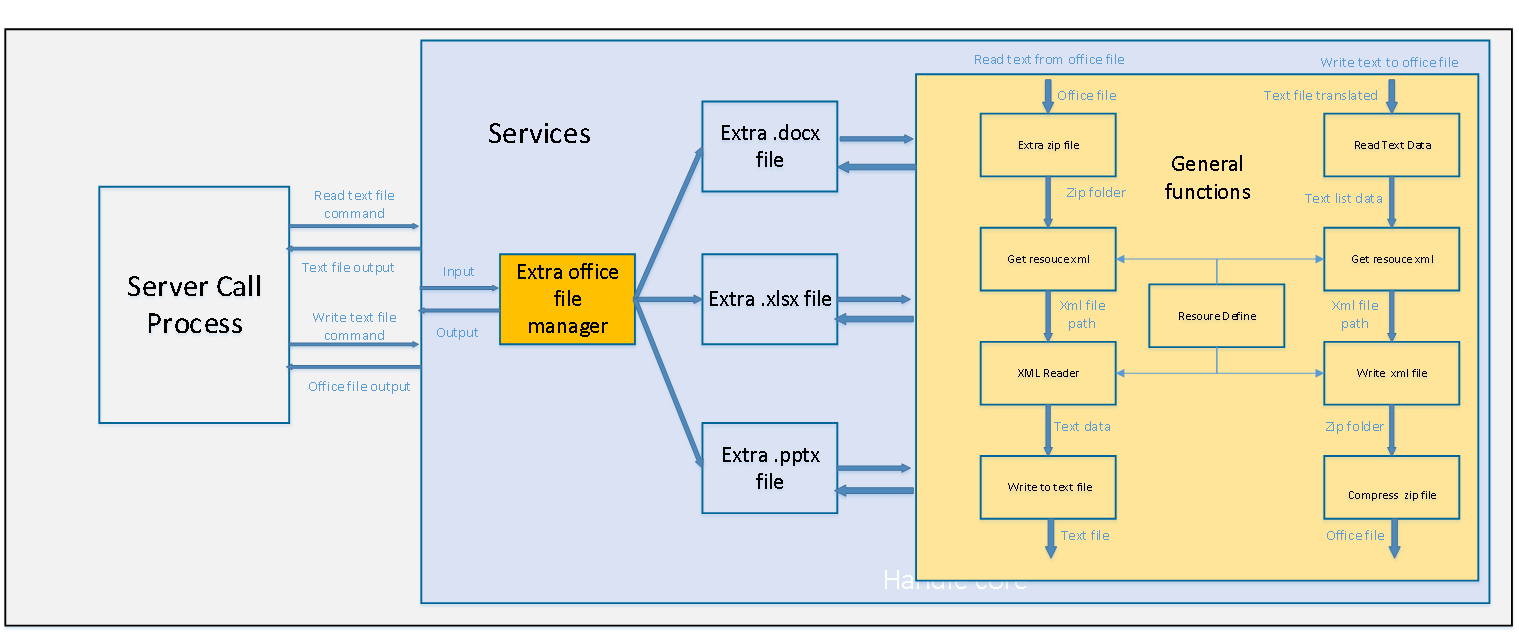 Read text from office file
Write text to office file
Office file
Text file translated
Services
Extra .docx
file
Extra zip file
General
functions
Read Text Data
Zip folder
Text list data
Read text file
command
Text file output
Server Call
Process
Write text file
command
Office file output
Input
Output
Extra office
file
manager
Extra .xlsx file
Get resouce xml
Get resouce xml
Xml file
path
Resoure Define
Xml file
path
XML Reader
Write xml file
Text data
Zip folder
Extra .pptx
file
Write to text file
Compress zip file
Text file
Office file
Handle core